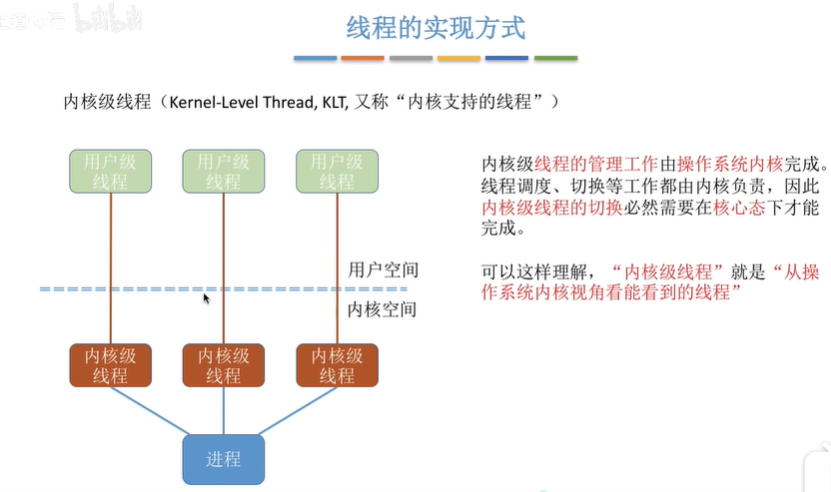 线程的实现方式
内核级线程（Kernel-Level Thread, KLT, 又称“内核支持的线程”）
用户级
线程
用户级
线程
用户级
线程
用户空间
内核空间
内核级
线程
内核级
线程
内核级
线程
进程
内核级线程的管理工作由操作系统内核完成。
线程调度、切换等工作都由内核负责，因此
内核级线程的切换必然需要在核心态下才能
完成。
可以这样理解，“内核级线程”就是“从操
作系统内核视角看能看到的线程”